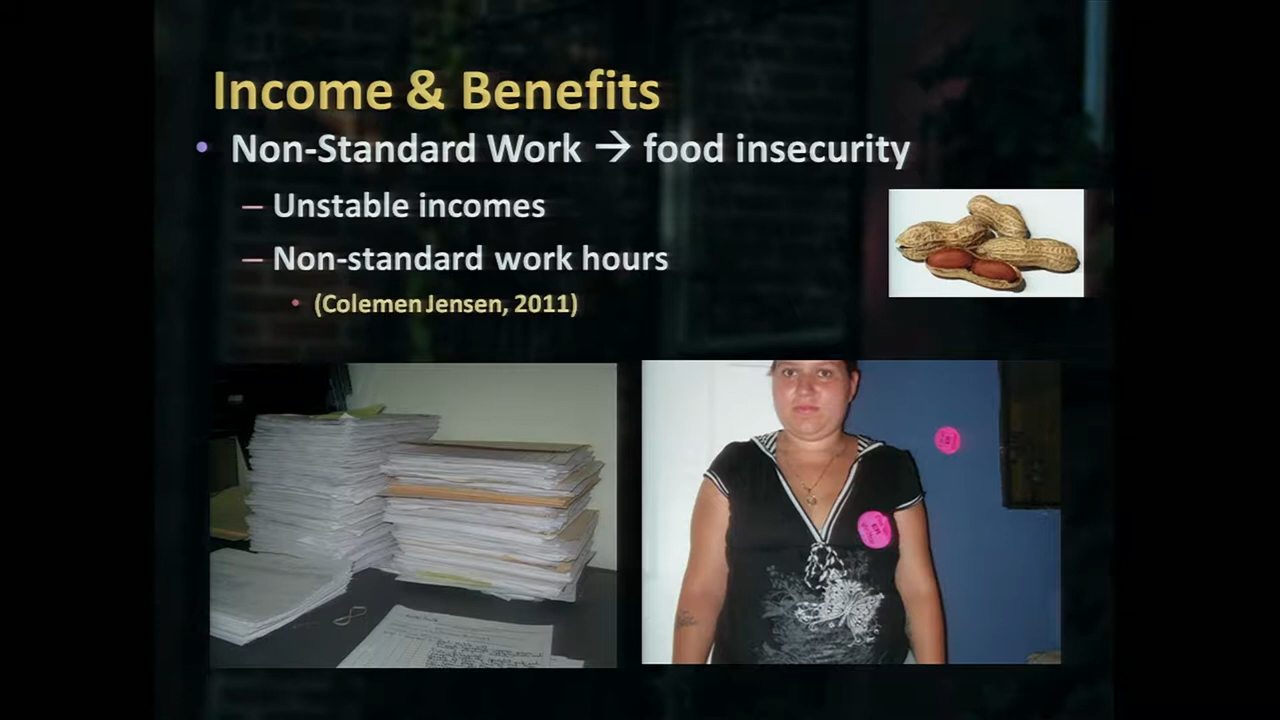 Income & Benefits
• Non-Standard Work → food insecurity
– Unstable incomes
– Non-standard work hours
• (Colemen Jensen, 2011)